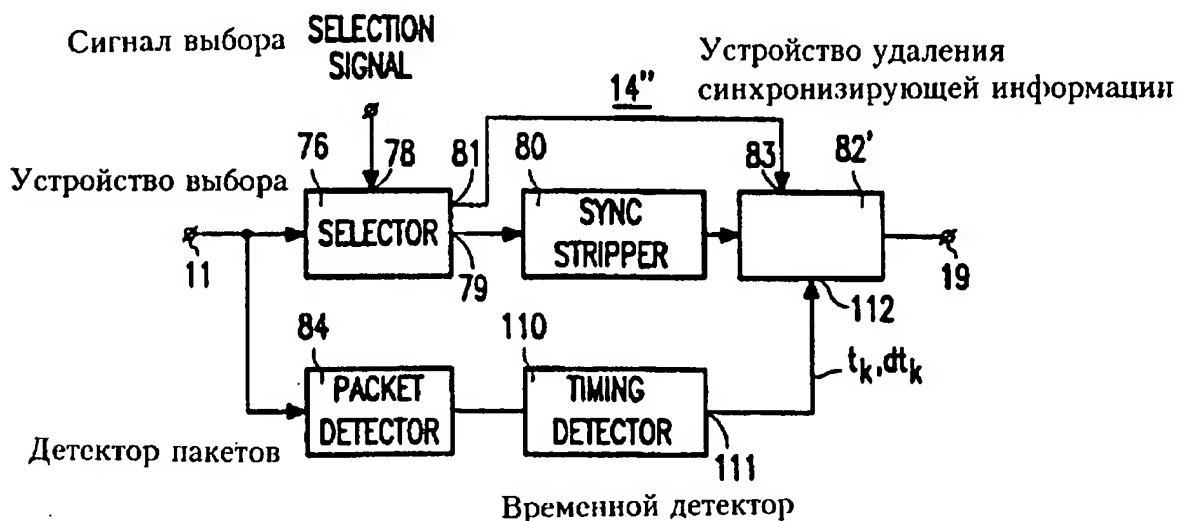 Сигнал выбора
SELECTION
SIGNAL
Устройство удаления
синхронизирующей информации
14"
76
78
81
80
83
82'
Устройство выбора
SELECTOR
SYNC
STRIPPER
11
79
19
112
84
110
t_k, dt_k
PACKET
DETECTOR
TIMING
DETECTOR
111
Детектор пакетов
Временной детектор